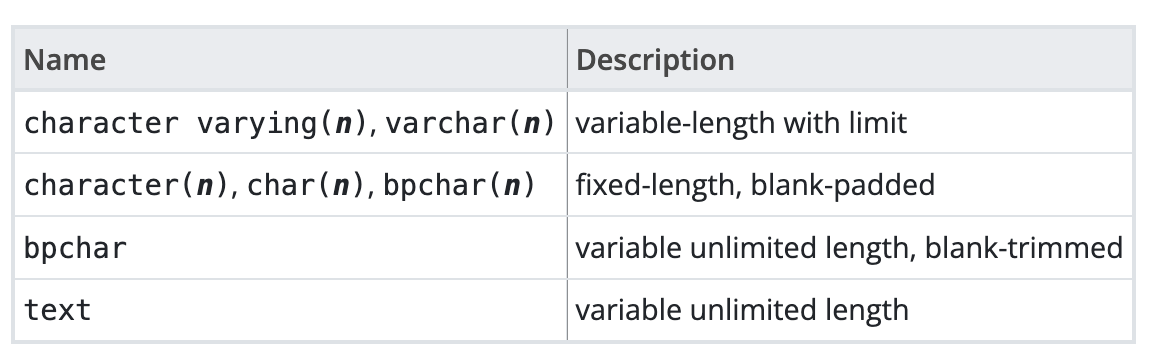 Name Description
character varying(n), varchar(n) variable-length with limit
character(n), char(n), bpchar(n) fixed-length, blank-padded
bpchar variable unlimited length, blank-trimmed
text variable unlimited length